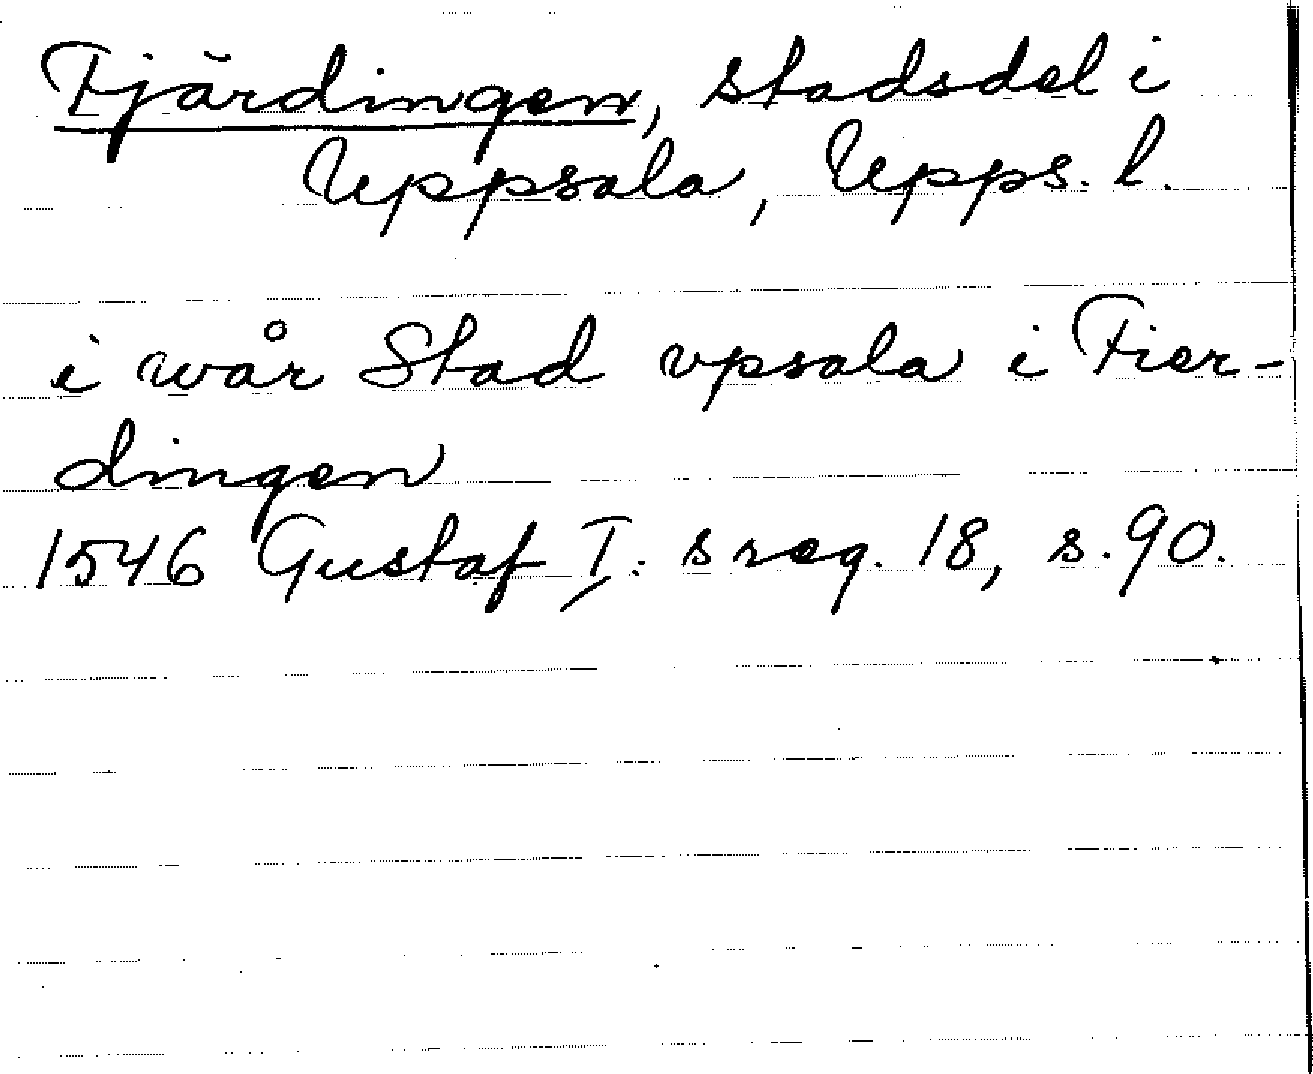 Fjärdingen, stadsdel i
Uppsala, Upps. l.
i wår Stad vpsala i Fier-
dingen
1546 Gustaf I: s reg. 18, s. 90.